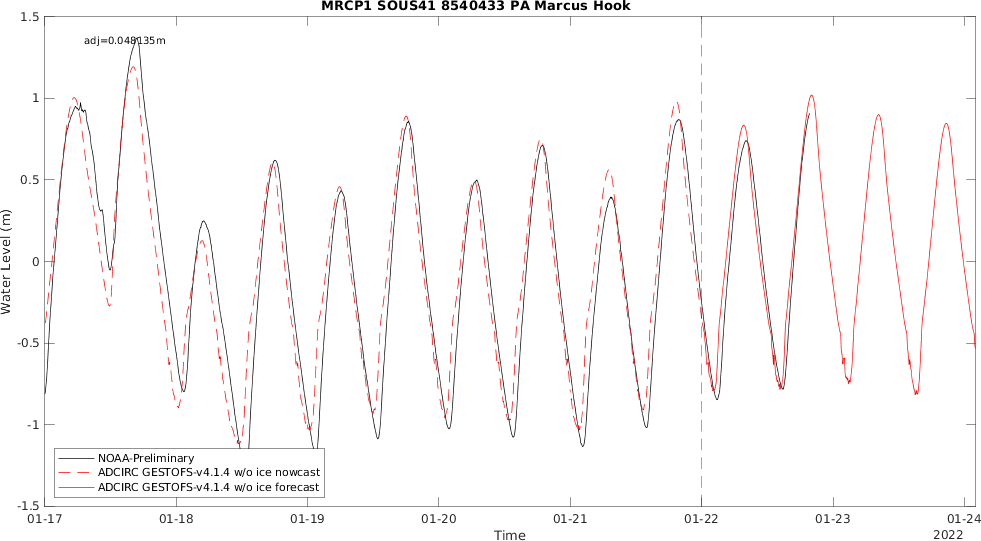 MRCP1 SOUS41 8540433 PA Marcus Hook
adj=0.048135m
1.5
1
0.5
0
-0.5
-1
-1.5
Water Level (m)
NOAA-Preliminary
ADCIRC GESTOFS-v4.1.4 w/o ice nowcast
ADCIRC GESTOFS-v4.1.4 w/o ice forecast
01-17 01-18 01-19 01-20 01-21 01-22 01-23 01-24
Time
2022